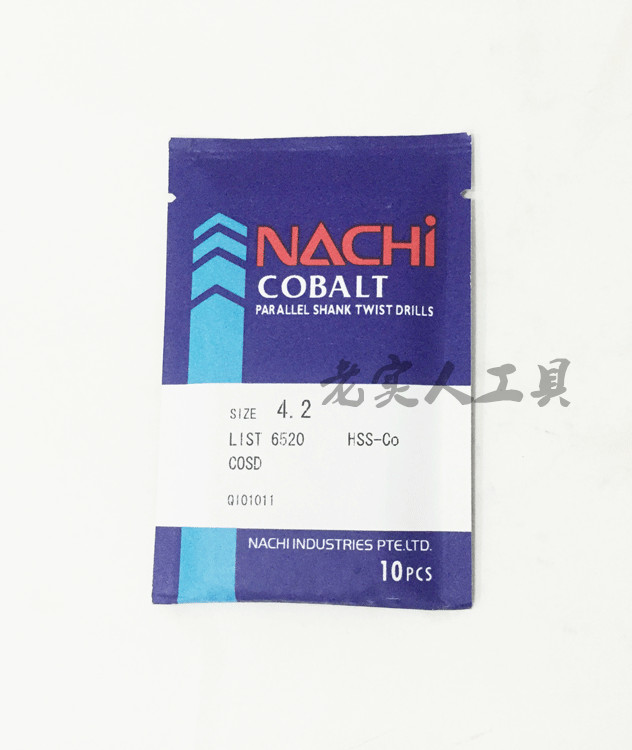 NACHi
COBALT
PARALLEL SHANK TWIST DRILLS
老实人工具
SIZE 4.2
LIST 6520 HSS-Co
COSD
QI01011
NACHI INDUSTRIES PTE.LTD.
10PCS